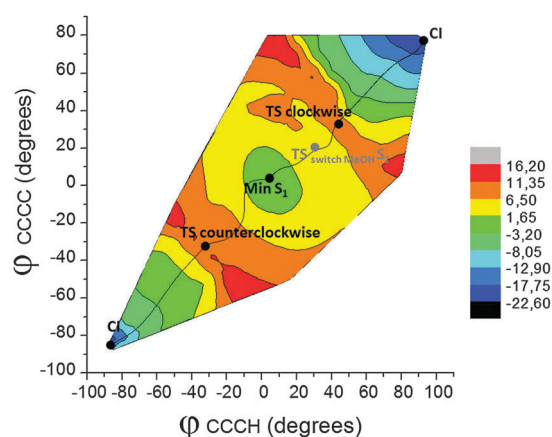 80
60
40
20
0
-20
-40
-60
-80
-100
φ CCCC (degrees)
CI
TS clockwise
TS switch MeOH S₁
Min S₁
TS counterclockwise
CI
16,20
11,35
6,50
1,65
-3,20
-8,05
-12,90
-17,75
-22,60
-100 -80 -60 -40 -20 0 20 40 60 80 100
φ CCCH (degrees)